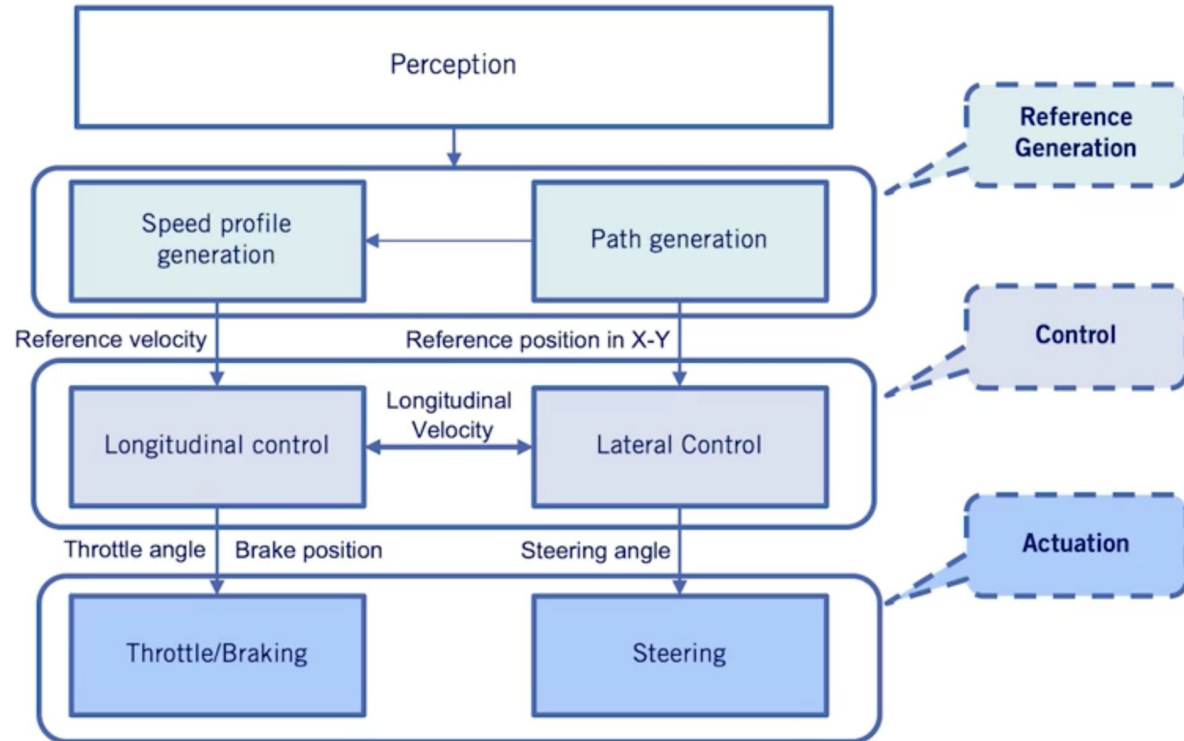 Perception
Reference
Generation
Speed profile
generation
Path generation
Reference velocity
Reference position in X-Y
Control
Longitudinal control
Longitudinal
Velocity
Lateral Control
Throttle angle
Brake position
Steering angle
Actuation
Throttle/Braking
Steering